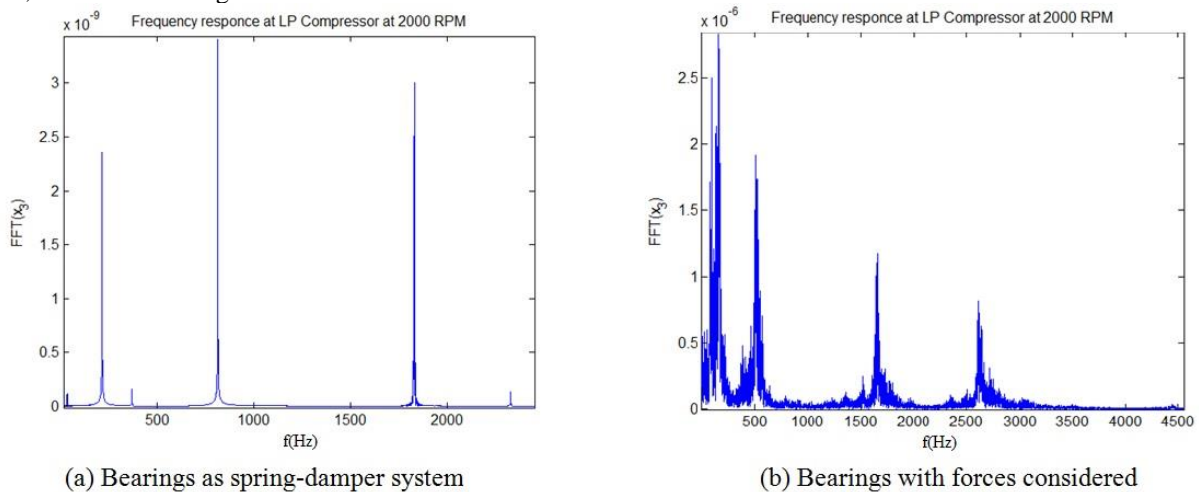 Frequency responce at LP Compressor at 2000 RPM
x 10^-9
3
2.5
2
1.5
1
0.5
0
FFT(x_3)
500 1000 1500 2000
f(Hz)
(a) Bearings as spring-damper system
Frequency responce at LP Compressor at 2000 RPM
x 10^-6
2.5
2
1.5
1
0.5
0
FFT(x_3)
500 1000 1500 2000 2500 3000 3500 4000 4500
f(Hz)
(b) Bearings with forces considered